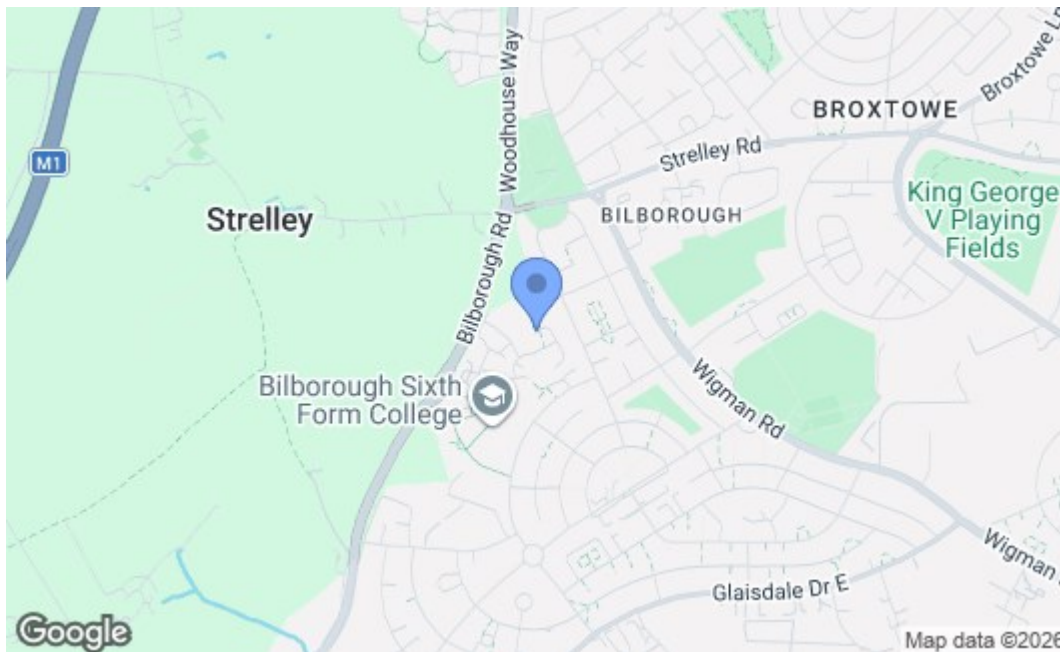 Woodhouse Way
Broxtowe L
BROXTOWE
M1
Strelley Rd
King George
V Playing
Fields
Strelley
BILBOROUGH
Bilborough Rd
Bilborough Sixth
Form College
Wigman Rd
Wigman
Glaisdale Dr E
Google
Map data ©2026